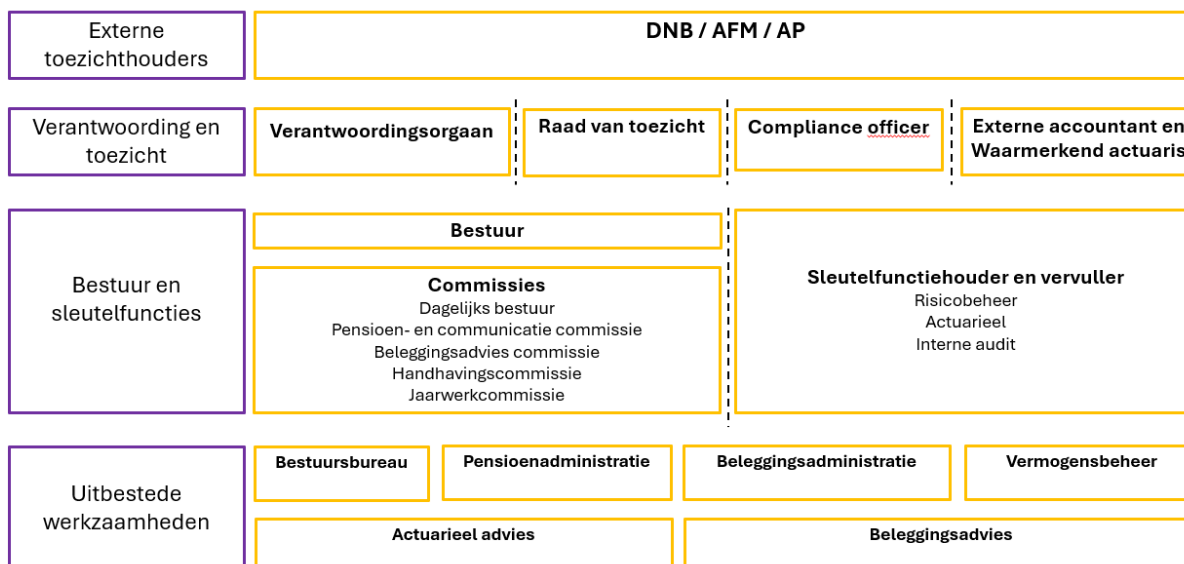 Externe
toezichthouders
DNB / AFM / AP
Verantwoording en
toezicht
Verantwoordingsorgaan
Raad van toezicht
Compliance officer
Externe accountant en
Waarmerkend actuaris
Bestuur en
sleutelfuncties
Bestuur
Commissies
Dagelijks bestuur
Pensioen- en communicatie commissie
Beleggingsadvies commissie
Handhavingscommissie
Jaarwerkcommissie
Sleutelfunctiehouder en vervuller
Risicobeheer
Actuarieel
Interne audit
Uitbestede
werkzaamheden
Bestuursbureau
Pensioenadministratie
Beleggingsadministratie
Vermogensbeheer
Actuarieel advies
Beleggingsadvies